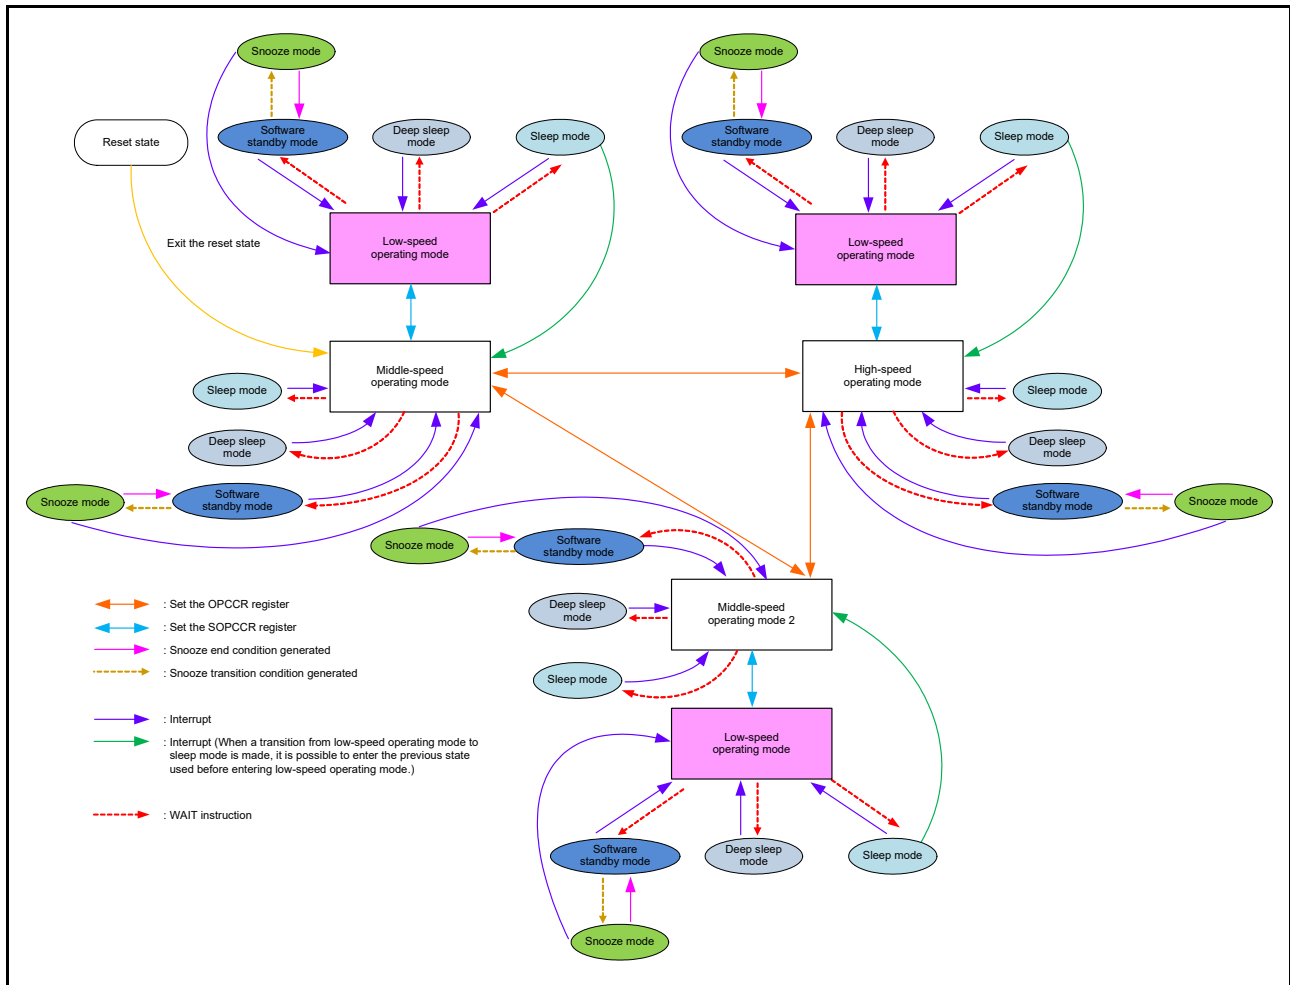 Snooze mode
Snooze mode
Software
standby mode
Deep sleep
mode
Sleep mode
Software
standby mode
Deep sleep
mode
Sleep mode
Reset state
Exit the reset state
Low-speed
operating mode
Low-speed
operating mode
Middle-speed
operating mode
High-speed
operating mode
Sleep mode
Sleep mode
Deep sleep
mode
Deep sleep
mode
Snooze mode
Software
standby mode
Software
standby mode
Snooze mode
Snooze mode
Software
standby mode
Deep sleep
mode
Middle-speed
operating mode 2
Sleep mode
Low-speed
operating mode
: Set the OPCCR register
: Set the SOPCCR register
: Snooze end condition generated
: Snooze transition condition generated
: Interrupt
: Interrupt (When a transition from low-speed operating mode to
sleep mode is made, it is possible to enter the previous state
used before entering low-speed operating mode.)
: WAIT instruction
Software
standby mode
Deep sleep
mode
Sleep mode
Snooze mode